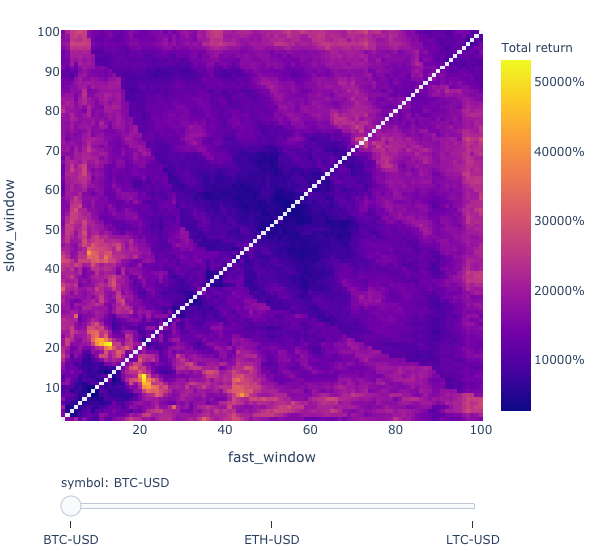 Total return
100
90
80
70
60
50
40
30
20
10
slow_window
50000%
40000%
30000%
20000%
10000%
20 40 60 80 100
fast_window
symbol: BTC-USD
BTC-USD ETH-USD LTC-USD